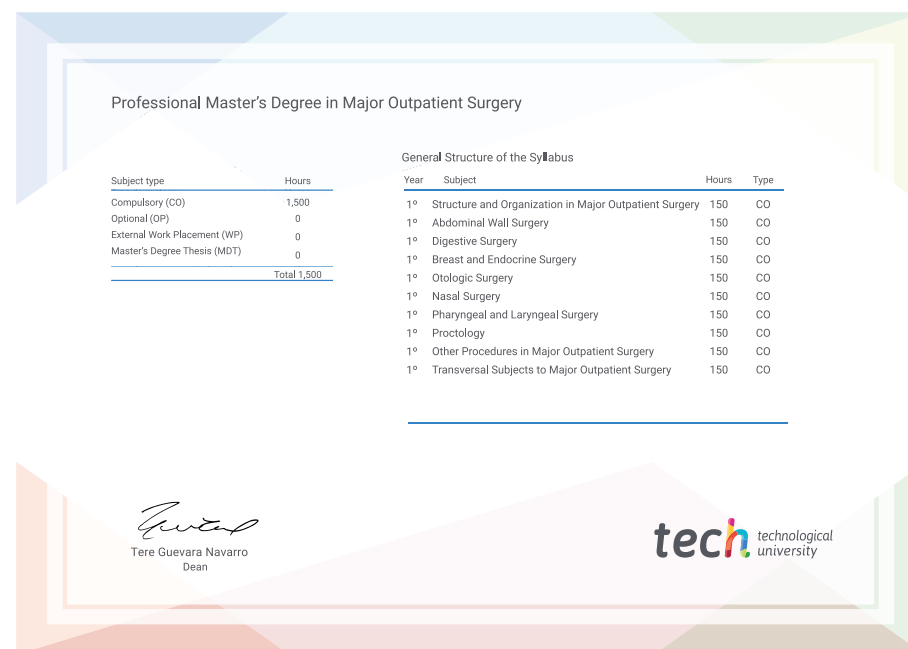 Professional Master's Degree in Major Outpatient Surgery
Subject type Hours
Compulsory (CO) 1,500
Optional (OP) 0
External Work Placement (WP) 0
Master's Degree Thesis (MDT) 0
Total 1,500
General Structure of the Syllabus
Year Subject Hours Type
1º Structure and Organization in Major Outpatient Surgery 150 CO
1º Abdominal Wall Surgery 150 CO
1º Digestive Surgery 150 CO
1º Breast and Endocrine Surgery 150 CO
1º Otologic Surgery 150 CO
1º Nasal Surgery 150 CO
1º Pharyngeal and Laryngeal Surgery 150 CO
1º Proctology 150 CO
1º Other Procedures in Major Outpatient Surgery 150 CO
1º Transversal Subjects to Major Outpatient Surgery 150 CO
Tere Guevara Navarro
Dean
tech technological
university